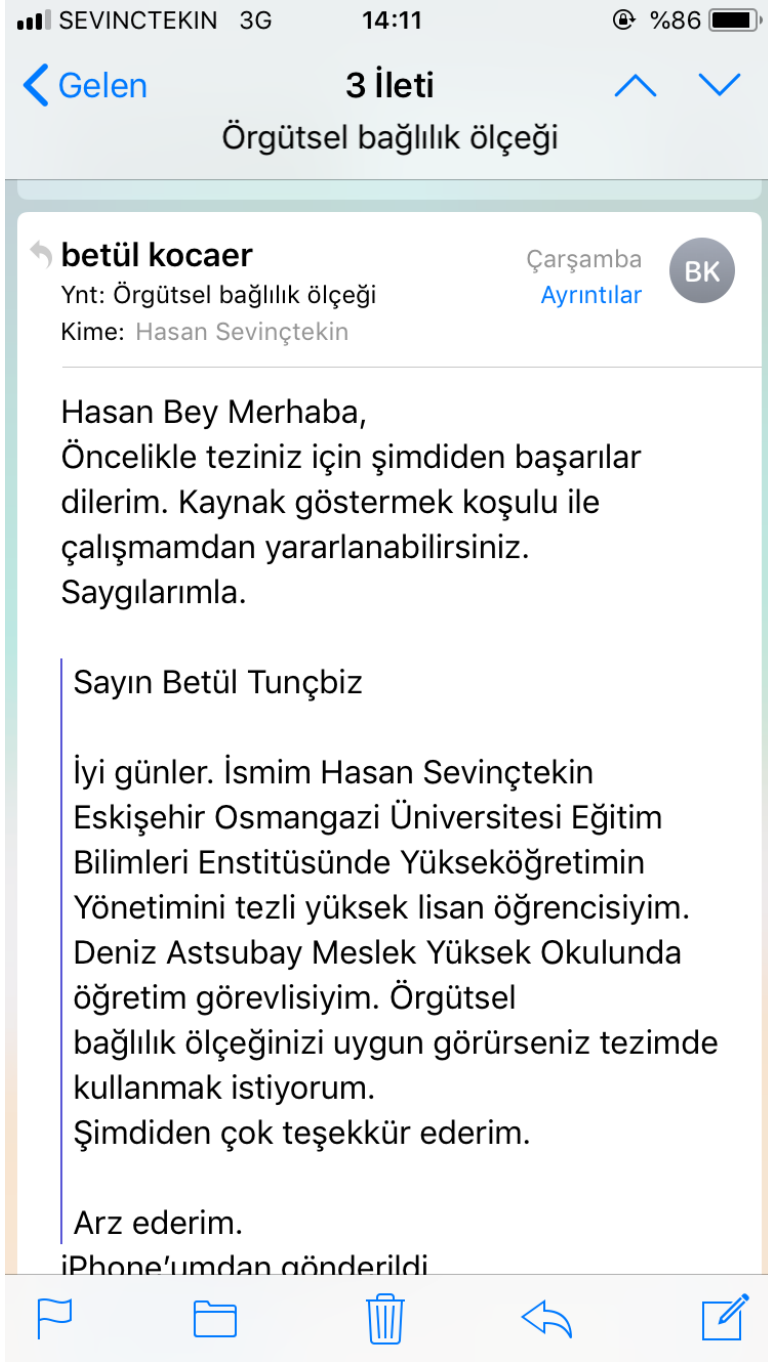 SEVINCTEKIN 3G 14:11 %86
Gelen 3 İleti
Örgütsel bağlılık ölçeği
betül kocaer Çarşamba BK
Ynt: Örgütsel bağlılık ölçeği Ayrıntılar
Kime: Hasan Sevinçtekin
Hasan Bey Merhaba,
Öncelikle teziniz için şimdiden başarılar
dilerim. Kaynak göstermek koşulu ile
çalışmamdan yararlanabilirsiniz.
Saygılarımla.
Sayın Betül Tunçbiz
İyi günler. İsmim Hasan Sevinçtekin
Eskişehir Osmangazi Üniversitesi Eğitim
Bilimleri Enstitüsünde Yükseköğretimin
Yönetimini tezli yüksek lisan öğrencisiyim.
Deniz Astsubay Meslek Yüksek Okulunda
öğretim görevlisiyim. Örgütsel
bağlılık ölçeğinizi uygun görürseniz tezimde
kullanmak istiyorum.
Şimdiden çok teşekkür ederim.
Arz ederim.
iPhone'umdan gönderildi